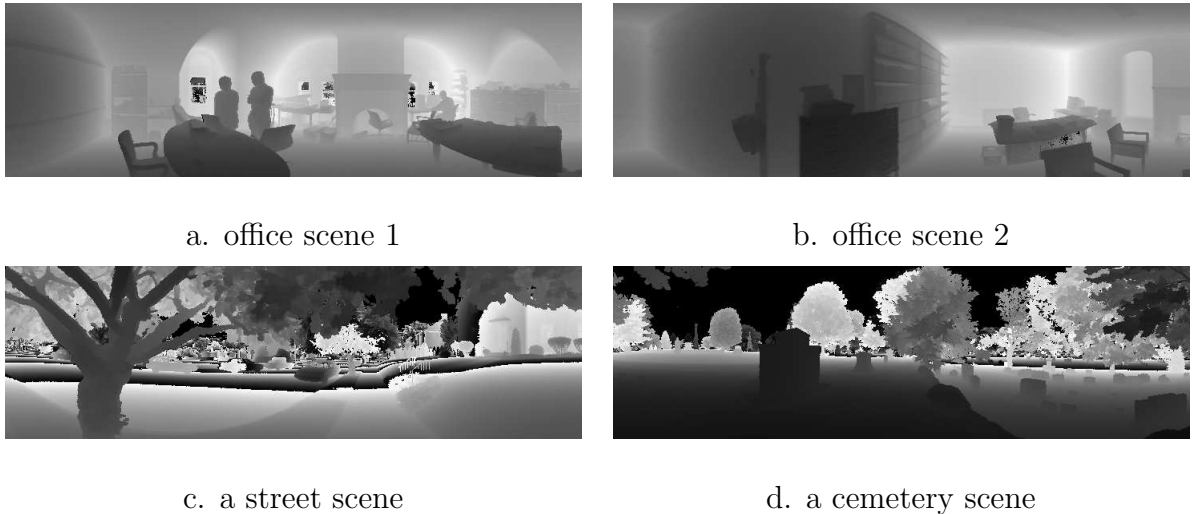 a. office scene 1
b. office scene 2
c. a street scene
d. a cemetery scene